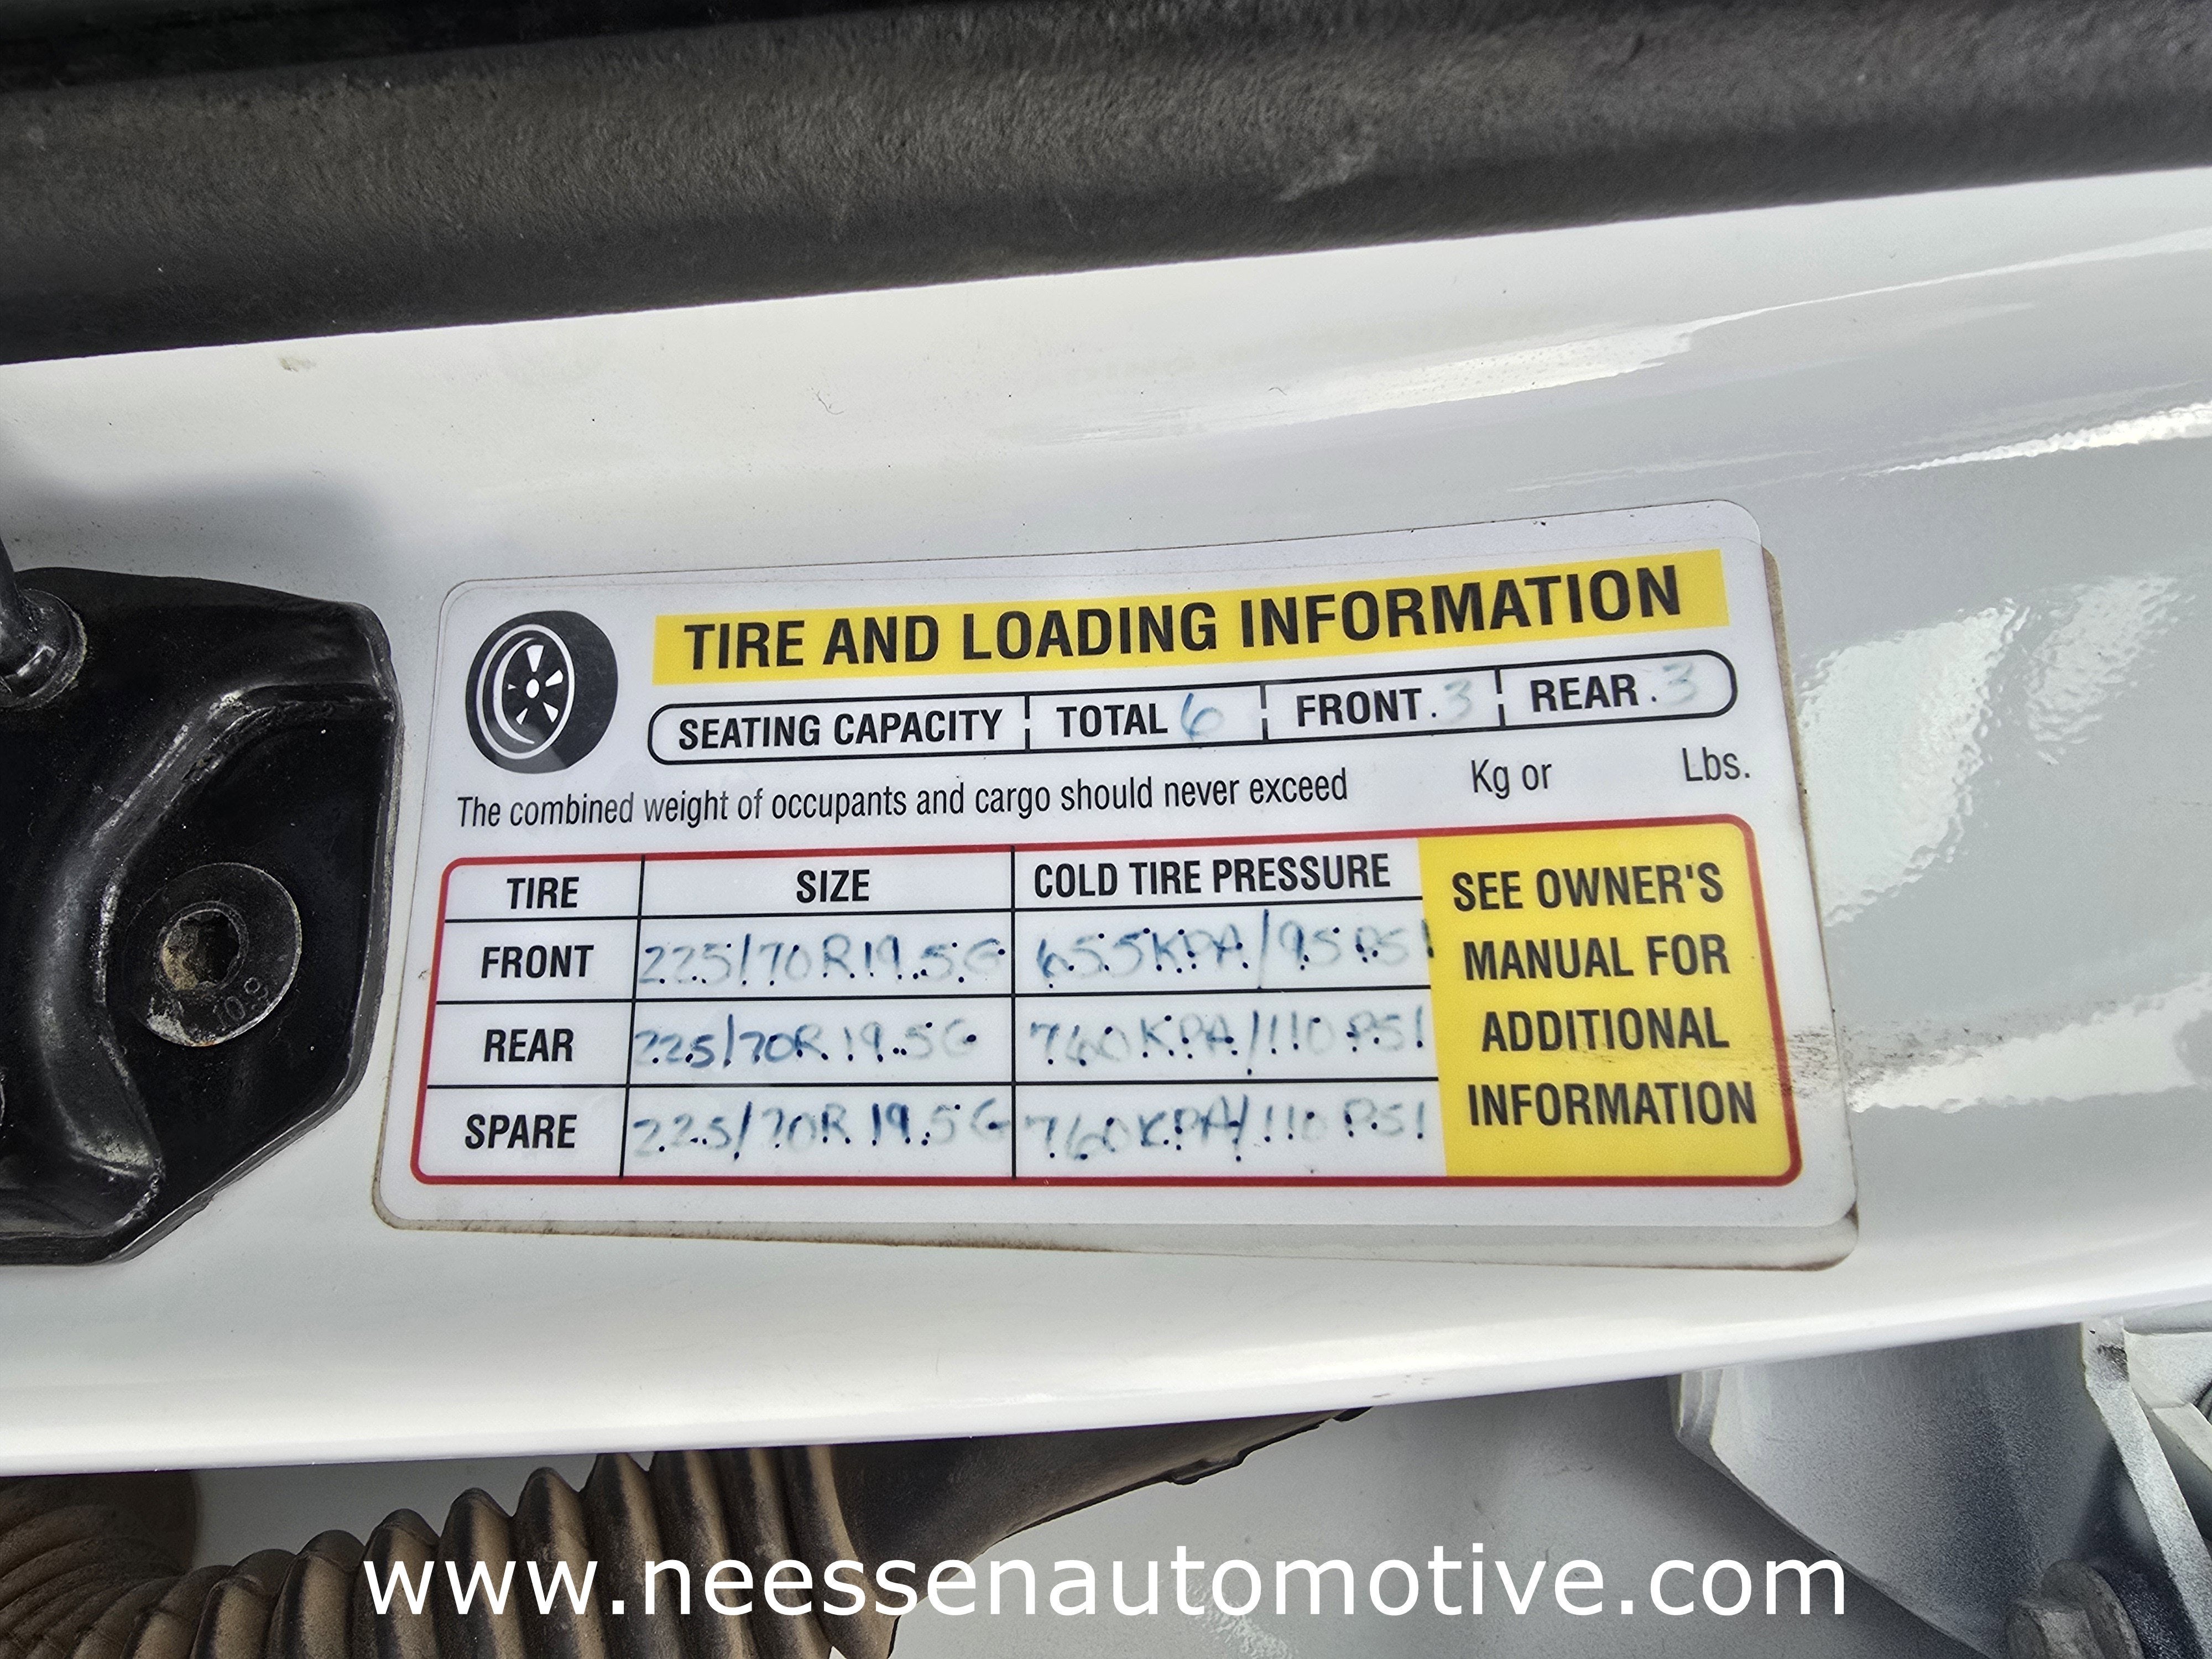 TIRE AND LOADING INFORMATION
SEATING CAPACITY TOTAL 6 FRONT. 3 REAR. 3
The combined weight of occupants and cargo should never exceed Kg or Lbs.
TIRE SIZE COLD TIRE PRESSURE
FRONT 225/70R19.5G 655KPA/95PSI
REAR 225/70R19.5G 760KPA/110PSI
SPARE 225/70R19.5G 760KPA/110PSI
SEE OWNER'S
MANUAL FOR
ADDITIONAL
INFORMATION
10.9
www.neessenautomotive.com